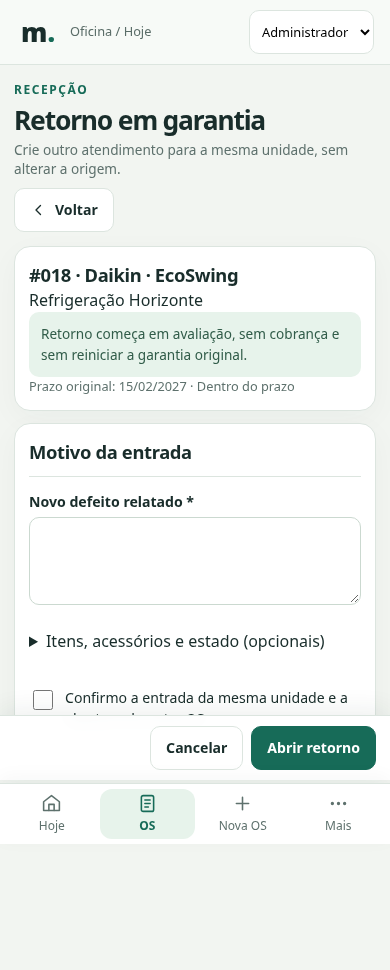 m.
Oficina / Hoje
Administrador
RECEPÇÃO
Retorno em garantia
Crie outro atendimento para a mesma unidade, sem
alterar a origem.
Voltar
#018 · Daikin · EcoSwing
Refrigeração Horizonte
Retorno começa em avaliação, sem cobrança e
sem reiniciar a garantia original.
Prazo original: 15/02/2027 · Dentro do prazo
Motivo da entrada
Novo defeito relatado *
Itens, acessórios e estado (opcionais)
Confirmo a entrada da mesma unidade e a
Cancelar
Abrir retorno
Hoje
OS
Nova OS
Mais